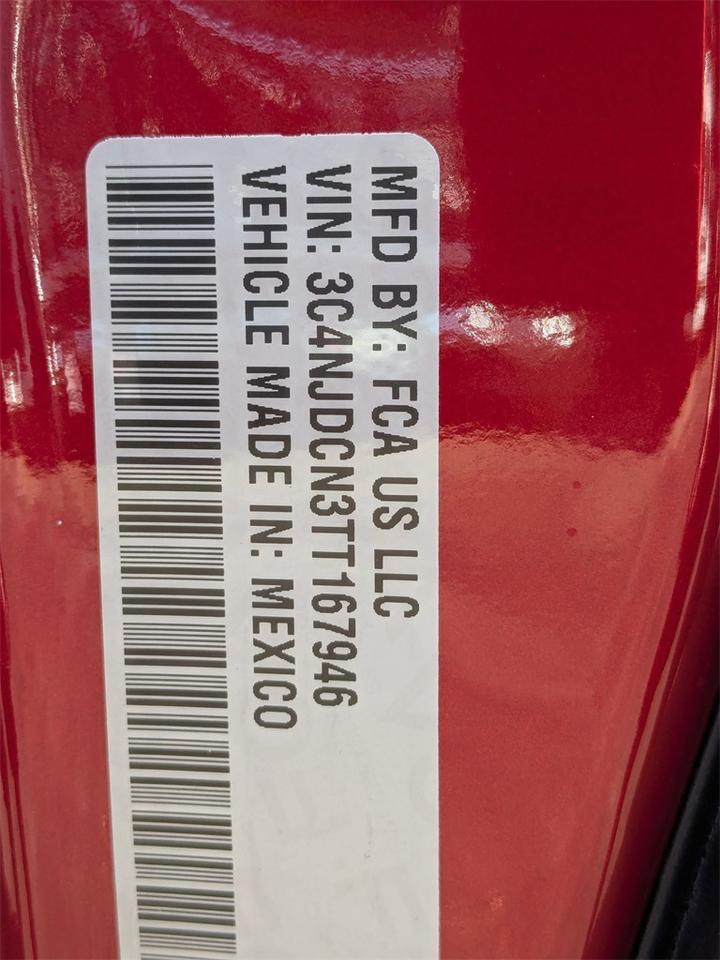 MFD BY: FCA US LLC
VIN: 3C4NJDCN3TT167946
VEHICLE MADE IN: MEXICO